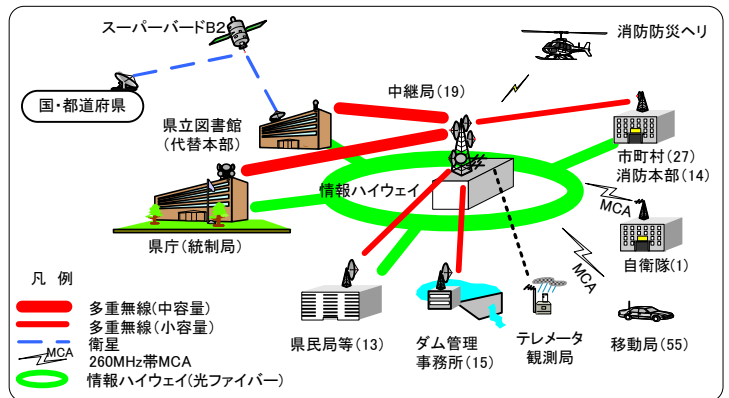 スーパーバードB2
消防防災ヘリ
国・都道府県
中継局(19)
県立図書館
(代替本部)
市町村(27)
消防本部(14)
情報ハイウェイ
MCA
県庁(統制局)
自衛隊(1)
MCA
凡 例
多重無線(中容量)
多重無線(小容量)
衛星
MCA
260MHz帯MCA
情報ハイウェイ(光ファイバー)
県民局等(13)
ダム管理
事務所(15)
テレメータ
観測局
移動局(55)